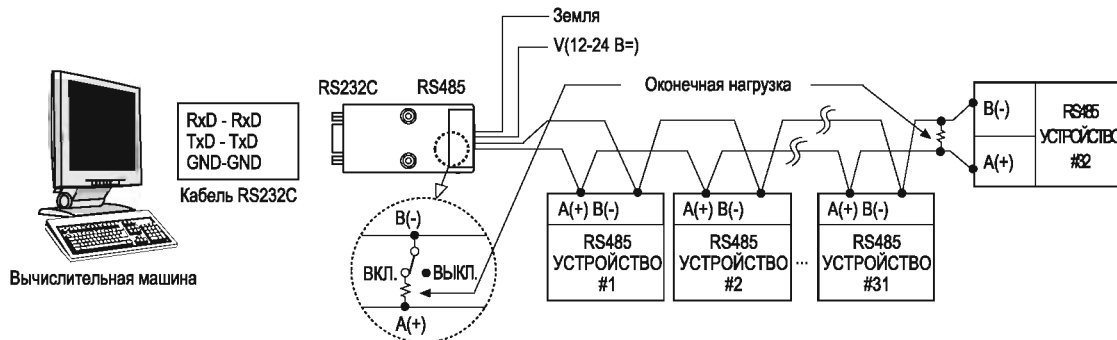 Земля
V(12-24 В=)
RS232C
RS485
Оконечная нагрузка
RxD - RxD
TxD - TxD
GND-GND
Кабель RS232C
Вычислительная машина
B(-)
ВКЛ.
ВЫКЛ.
A(+)
A(+) B(-)
RS485
УСТРОЙСТВО
#1
A(+) B(-)
RS485
УСТРОЙСТВО
#2
...
A(+) B(-)
RS485
УСТРОЙСТВО
#31
B(-)
A(+)
RS485
УСТРОЙСТВО
#32